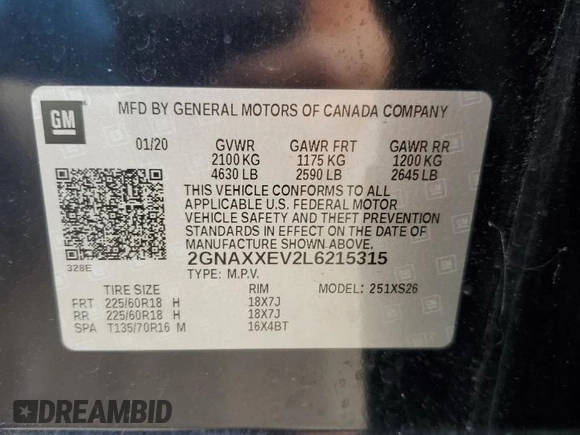 GM
MFD BY GENERAL MOTORS OF CANADA COMPANY
01/20 GVWR GAWR FRT GAWR RR
2100 KG 1175 KG 1200 KG
4630 LB 2590 LB 2645 LB
THIS VEHICLE CONFORMS TO ALL
APPLICABLE U.S. FEDERAL MOTOR
VEHICLE SAFETY AND THEFT PREVENTION
STANDARDS IN EFFECT ON THE DATE OF
MANUFACTURE SHOWN ABOVE.
328E
2GNAXXEV2L6215315
TYPE: M.P.V.
TIRE SIZE RIM MODEL: 251XS26
FRT 225/60R18 H 18X7J
RR 225/60R18 H 18X7J
SPA T135/70R16 M 16X4BT
DREAMBID